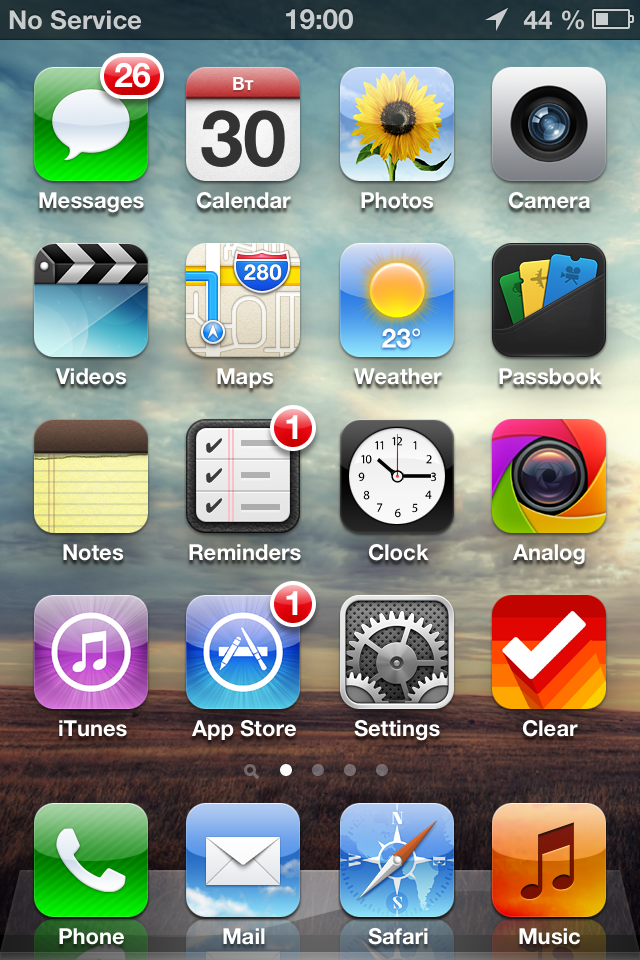 No Service 19:00 44 %
26
Вт
30
Messages Calendar Photos Camera
280
23°
Videos Maps Weather Passbook
1
12
11 1
10 2
9 3
8 4
7 5
6
Notes Reminders Clock Analog
1
iTunes App Store Settings Clear
N
W E
S
Phone Mail Safari Music